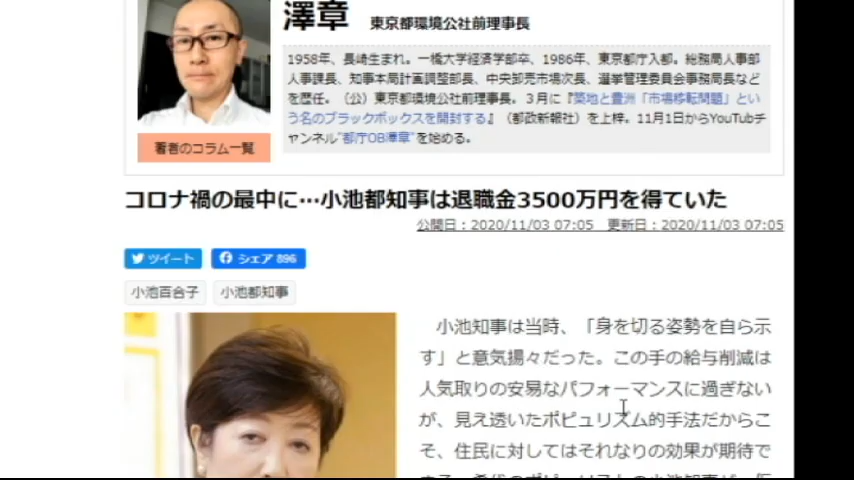 澤章 東京都環境公社前理事長
1958年、長崎生まれ。一橋大学経済学部卒、1986年、東京都庁入都。総務局人事部
人事課長、知事本局計画調整部長、中央卸売市場次長、選挙管理委員会事務局長など
を歴任。（公）東京都環境公社前理事長。３月に『築地と豊洲「市場移転問題」とい
う名のブラックボックスを開封する』（都政新報社）を上梓。11月1日からYouTubチ
ャンネル"都庁OB澤章"を始める。
著者のコラム一覧
コロナ禍の最中に…小池都知事は退職金3500万円を得ていた
公開日：2020/11/03 07:05 更新日：2020/11/03 07:05
ツイート
シェア 896
小池百合子
小池都知事
小池知事は当時、「身を切る姿勢を自ら示
す」と意気揚々だった。この手の給与削減は
人気取りの安易なパフォーマンスに過ぎない
が、見え透いたポピュリズム的手法だからこ
そ、住民に対してはそれなりの効果が期待で